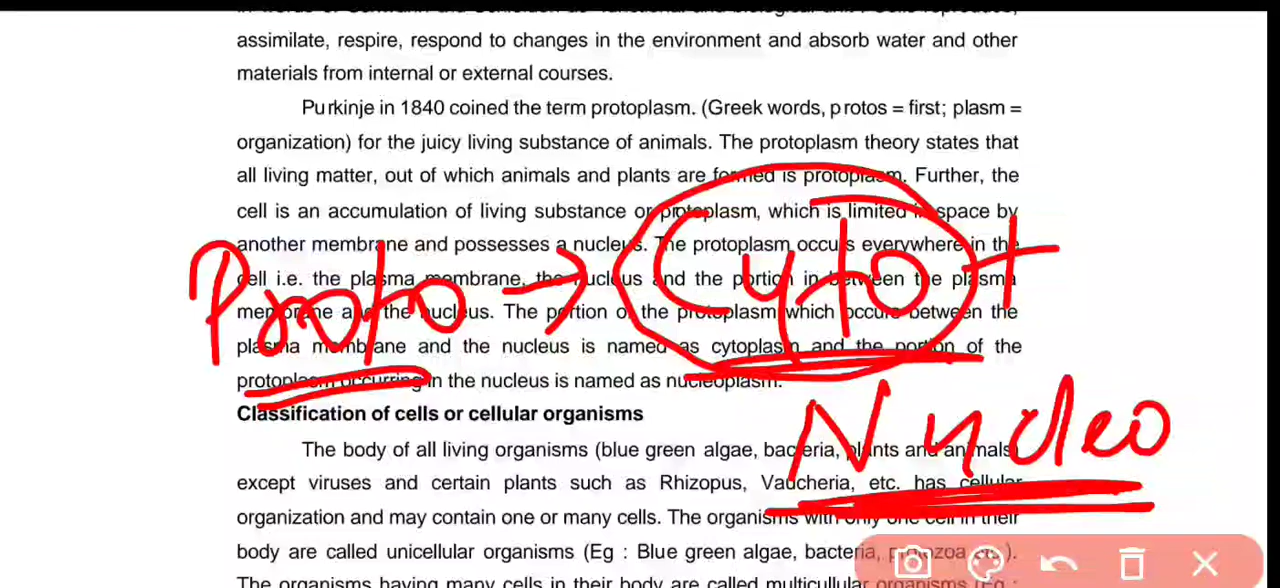 assimilate, respire, respond to changes in the environment and absorb water and other
materials from internal or external courses.
Purkinje in 1840 coined the term protoplasm. (Greek words, protos = first; plasm =
organization) for the juicy living substance of animals. The protoplasm theory states that
all living matter, out of which animals and plants are formed is protoplasm. Further, the
cell is an accumulation of living substance or protoplasm, which is limited in space by
another membrane and possesses a nucleus. The protoplasm occurs everywhere in the
cell i.e. the plasma membrane, the nucleus and the portion in between the plasma
membrane and the nucleus. The portion of the protoplasm which occurs between the
plasma membrane and the nucleus is named as cytoplasm and the portion of the
protoplasm occurring in the nucleus is named as nucleoplasm.
Proto → Cyto +
Nucleo
Classification of cells or cellular organisms
The body of all living organisms (blue green algae, bacteria, plants and animals)
except viruses and certain plants such as Rhizopus, Vaucheria, etc. has cellular
organization and may contain one or many cells. The organisms with only one cell in their
body are called unicellular organisms (Eg : Blue green algae, bacteria, protozoa etc.).
The organisms having many cells in their body are called multicullular organisms (Eg :